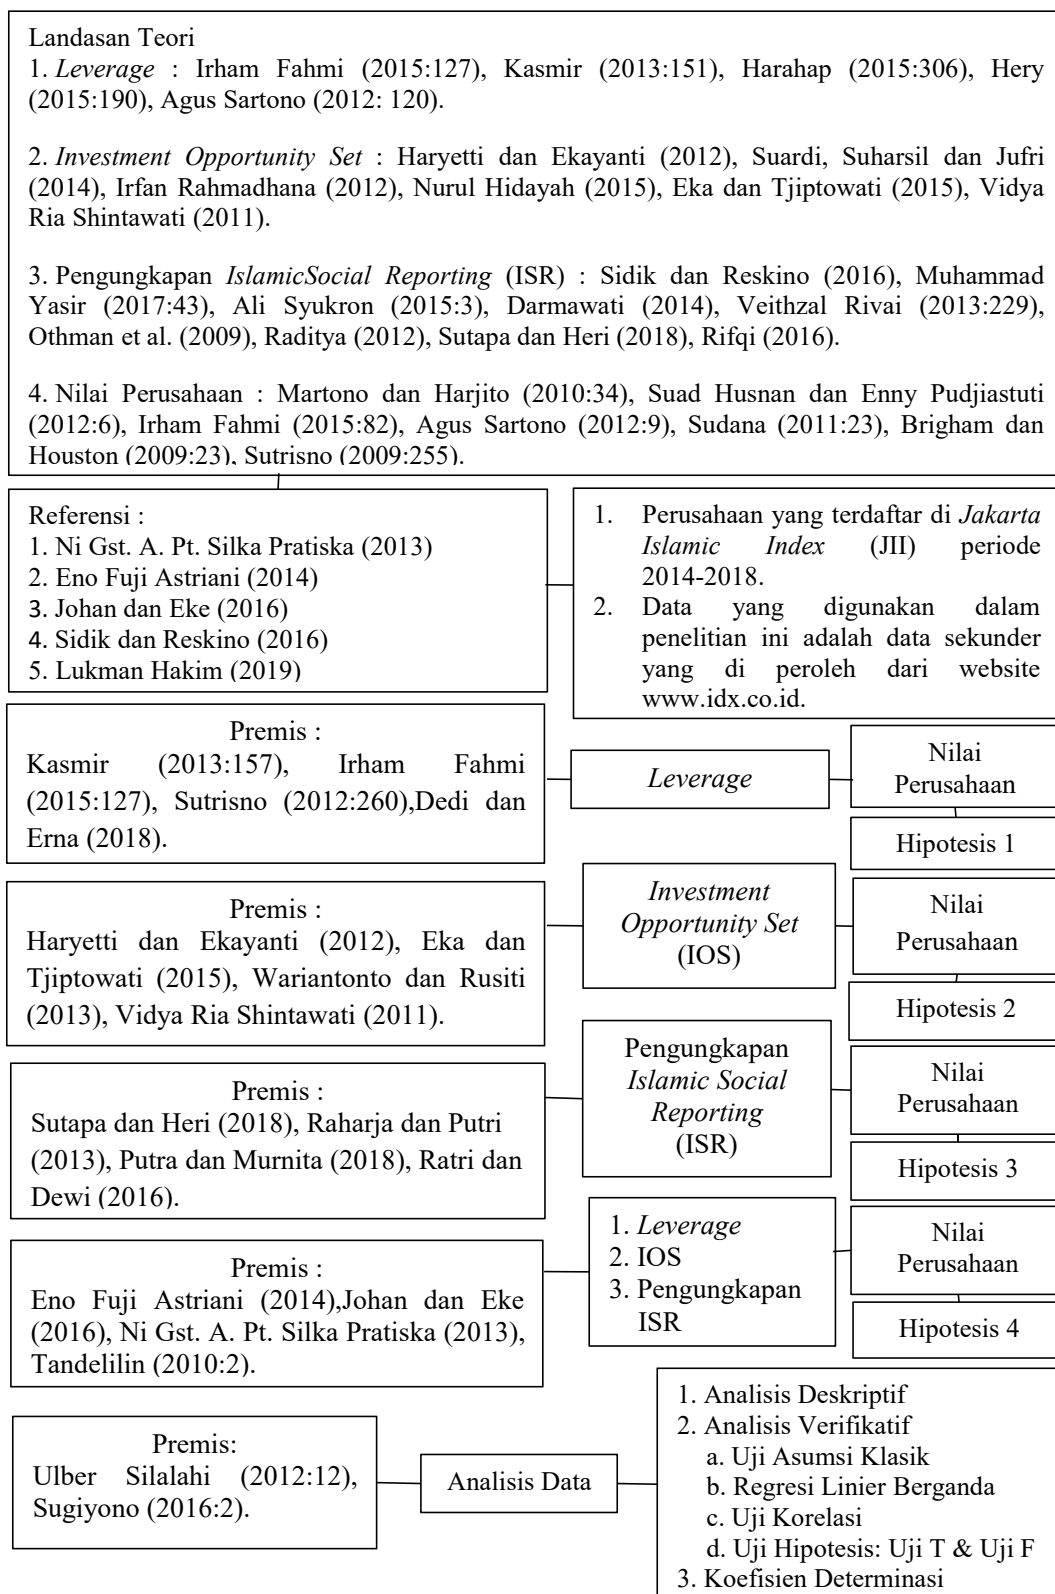 Landasan Teori
1. Leverage : Irham Fahmi (2015:127), Kasmir (2013:151), Harahap (2015:306), Hery
(2015:190), Agus Sartono (2012: 120).
2. Investment Opportunity Set : Haryetti dan Ekayanti (2012), Suardi, Suharsil dan Jufri
(2014), Irfan Rahmadhana (2012), Nurul Hidayah (2015), Eka dan Tjiptowati (2015), Vidya
Ria Shintawati (2011).
3. Pengungkapan IslamicSocial Reporting (ISR) : Sidik dan Reskino (2016), Muhammad
Yasir (2017:43), Ali Syukron (2015:3), Darmawati (2014), Veithzal Rivai (2013:229),
Othman et al. (2009), Raditya (2012), Sutapa dan Heri (2018), Rifqi (2016).
4. Nilai Perusahaan : Martono dan Harjito (2010:34), Suad Husnan dan Enny Pudjiastuti
(2012:6), Irham Fahmi (2015:82), Agus Sartono (2012:9), Sudana (2011:23), Brigham dan
Houston (2009:23), Sutrisno (2009:255).
Referensi :
1. Ni Gst. A. Pt. Silka Pratiska (2013)
2. Eno Fuji Astriani (2014)
3. Johan dan Eke (2016)
4. Sidik dan Reskino (2016)
5. Lukman Hakim (2019)
1. Perusahaan yang terdaftar di Jakarta
Islamic Index (JII) periode
2014-2018.
2. Data yang digunakan dalam
penelitian ini adalah data sekunder
yang di peroleh dari website
www.idx.co.id.
Premis :
Kasmir (2013:157), Irham Fahmi
(2015:127), Sutrisno (2012:260),Dedi dan
Erna (2018).
Leverage
Nilai
Perusahaan
Hipotesis 1
Premis :
Haryetti dan Ekayanti (2012), Eka dan
Tjiptowati (2015), Wariantonto dan Rusiti
(2013), Vidya Ria Shintawati (2011).
Investment
Opportunity Set
(IOS)
Nilai
Perusahaan
Hipotesis 2
Premis :
Sutapa dan Heri (2018), Raharja dan Putri
(2013), Putra dan Murnita (2018), Ratri dan
Dewi (2016).
Pengungkapan
Islamic Social
Reporting
(ISR)
Nilai
Perusahaan
Hipotesis 3
Premis :
Eno Fuji Astriani (2014),Johan dan Eke
(2016), Ni Gst. A. Pt. Silka Pratiska (2013),
Tandelilin (2010:2).
1. Leverage
2. IOS
3. Pengungkapan
ISR
Nilai
Perusahaan
Hipotesis 4
Premis:
Ulber Silalahi (2012:12),
Sugiyono (2016:2).
Analisis Data
1. Analisis Deskriptif
2. Analisis Verifikatif
a. Uji Asumsi Klasik
b. Regresi Linier Berganda
c. Uji Korelasi
d. Uji Hipotesis: Uji T & Uji F
3. Koefisien Determinasi